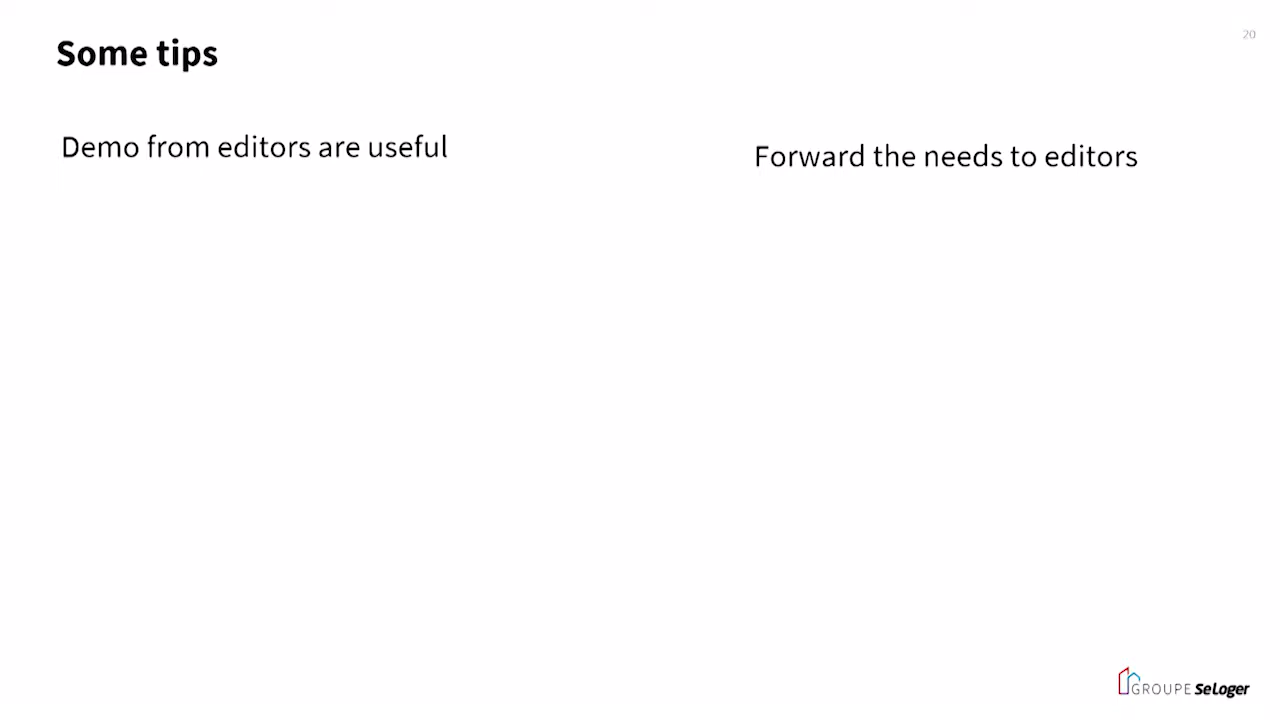 Some tips
20
Demo from editors are useful
Forward the needs to editors
GROUPE SeLoger